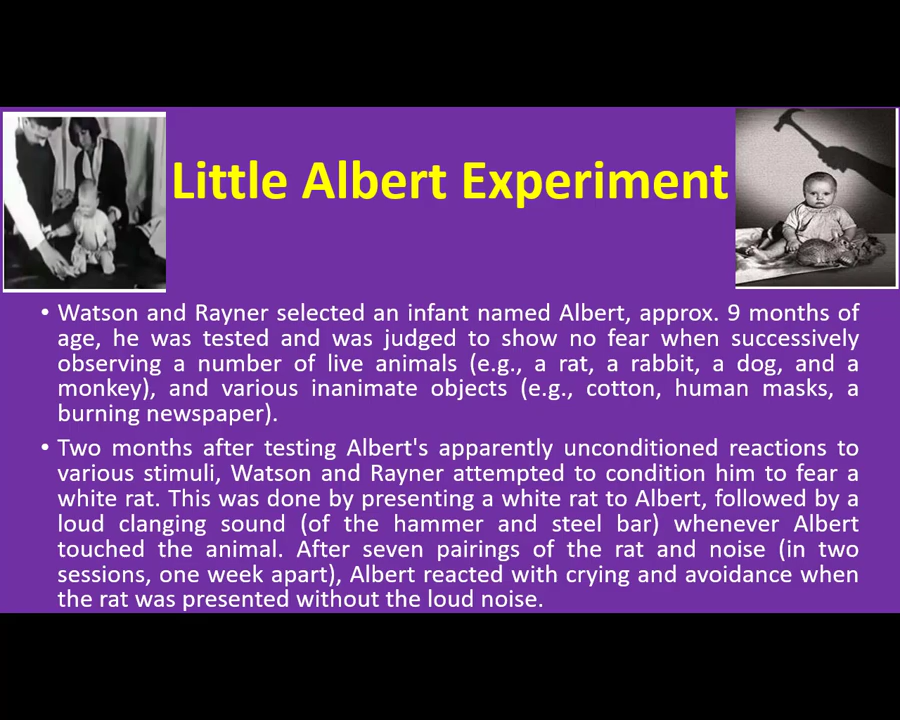 Little Albert Experiment
• Watson and Rayner selected an infant named Albert, approx. 9 months of
age, he was tested and was judged to show no fear when successively
observing a number of live animals (e.g., a rat, a rabbit, a dog, and a
monkey), and various inanimate objects (e.g., cotton, human masks, a
burning newspaper).
• Two months after testing Albert's apparently unconditioned reactions to
various stimuli, Watson and Rayner attempted to condition him to fear a
white rat. This was done by presenting a white rat to Albert, followed by a
loud clanging sound (of the hammer and steel bar) whenever Albert
touched the animal. After seven pairings of the rat and noise (in two
sessions, one week apart), Albert reacted with crying and avoidance when
the rat was presented without the loud noise.